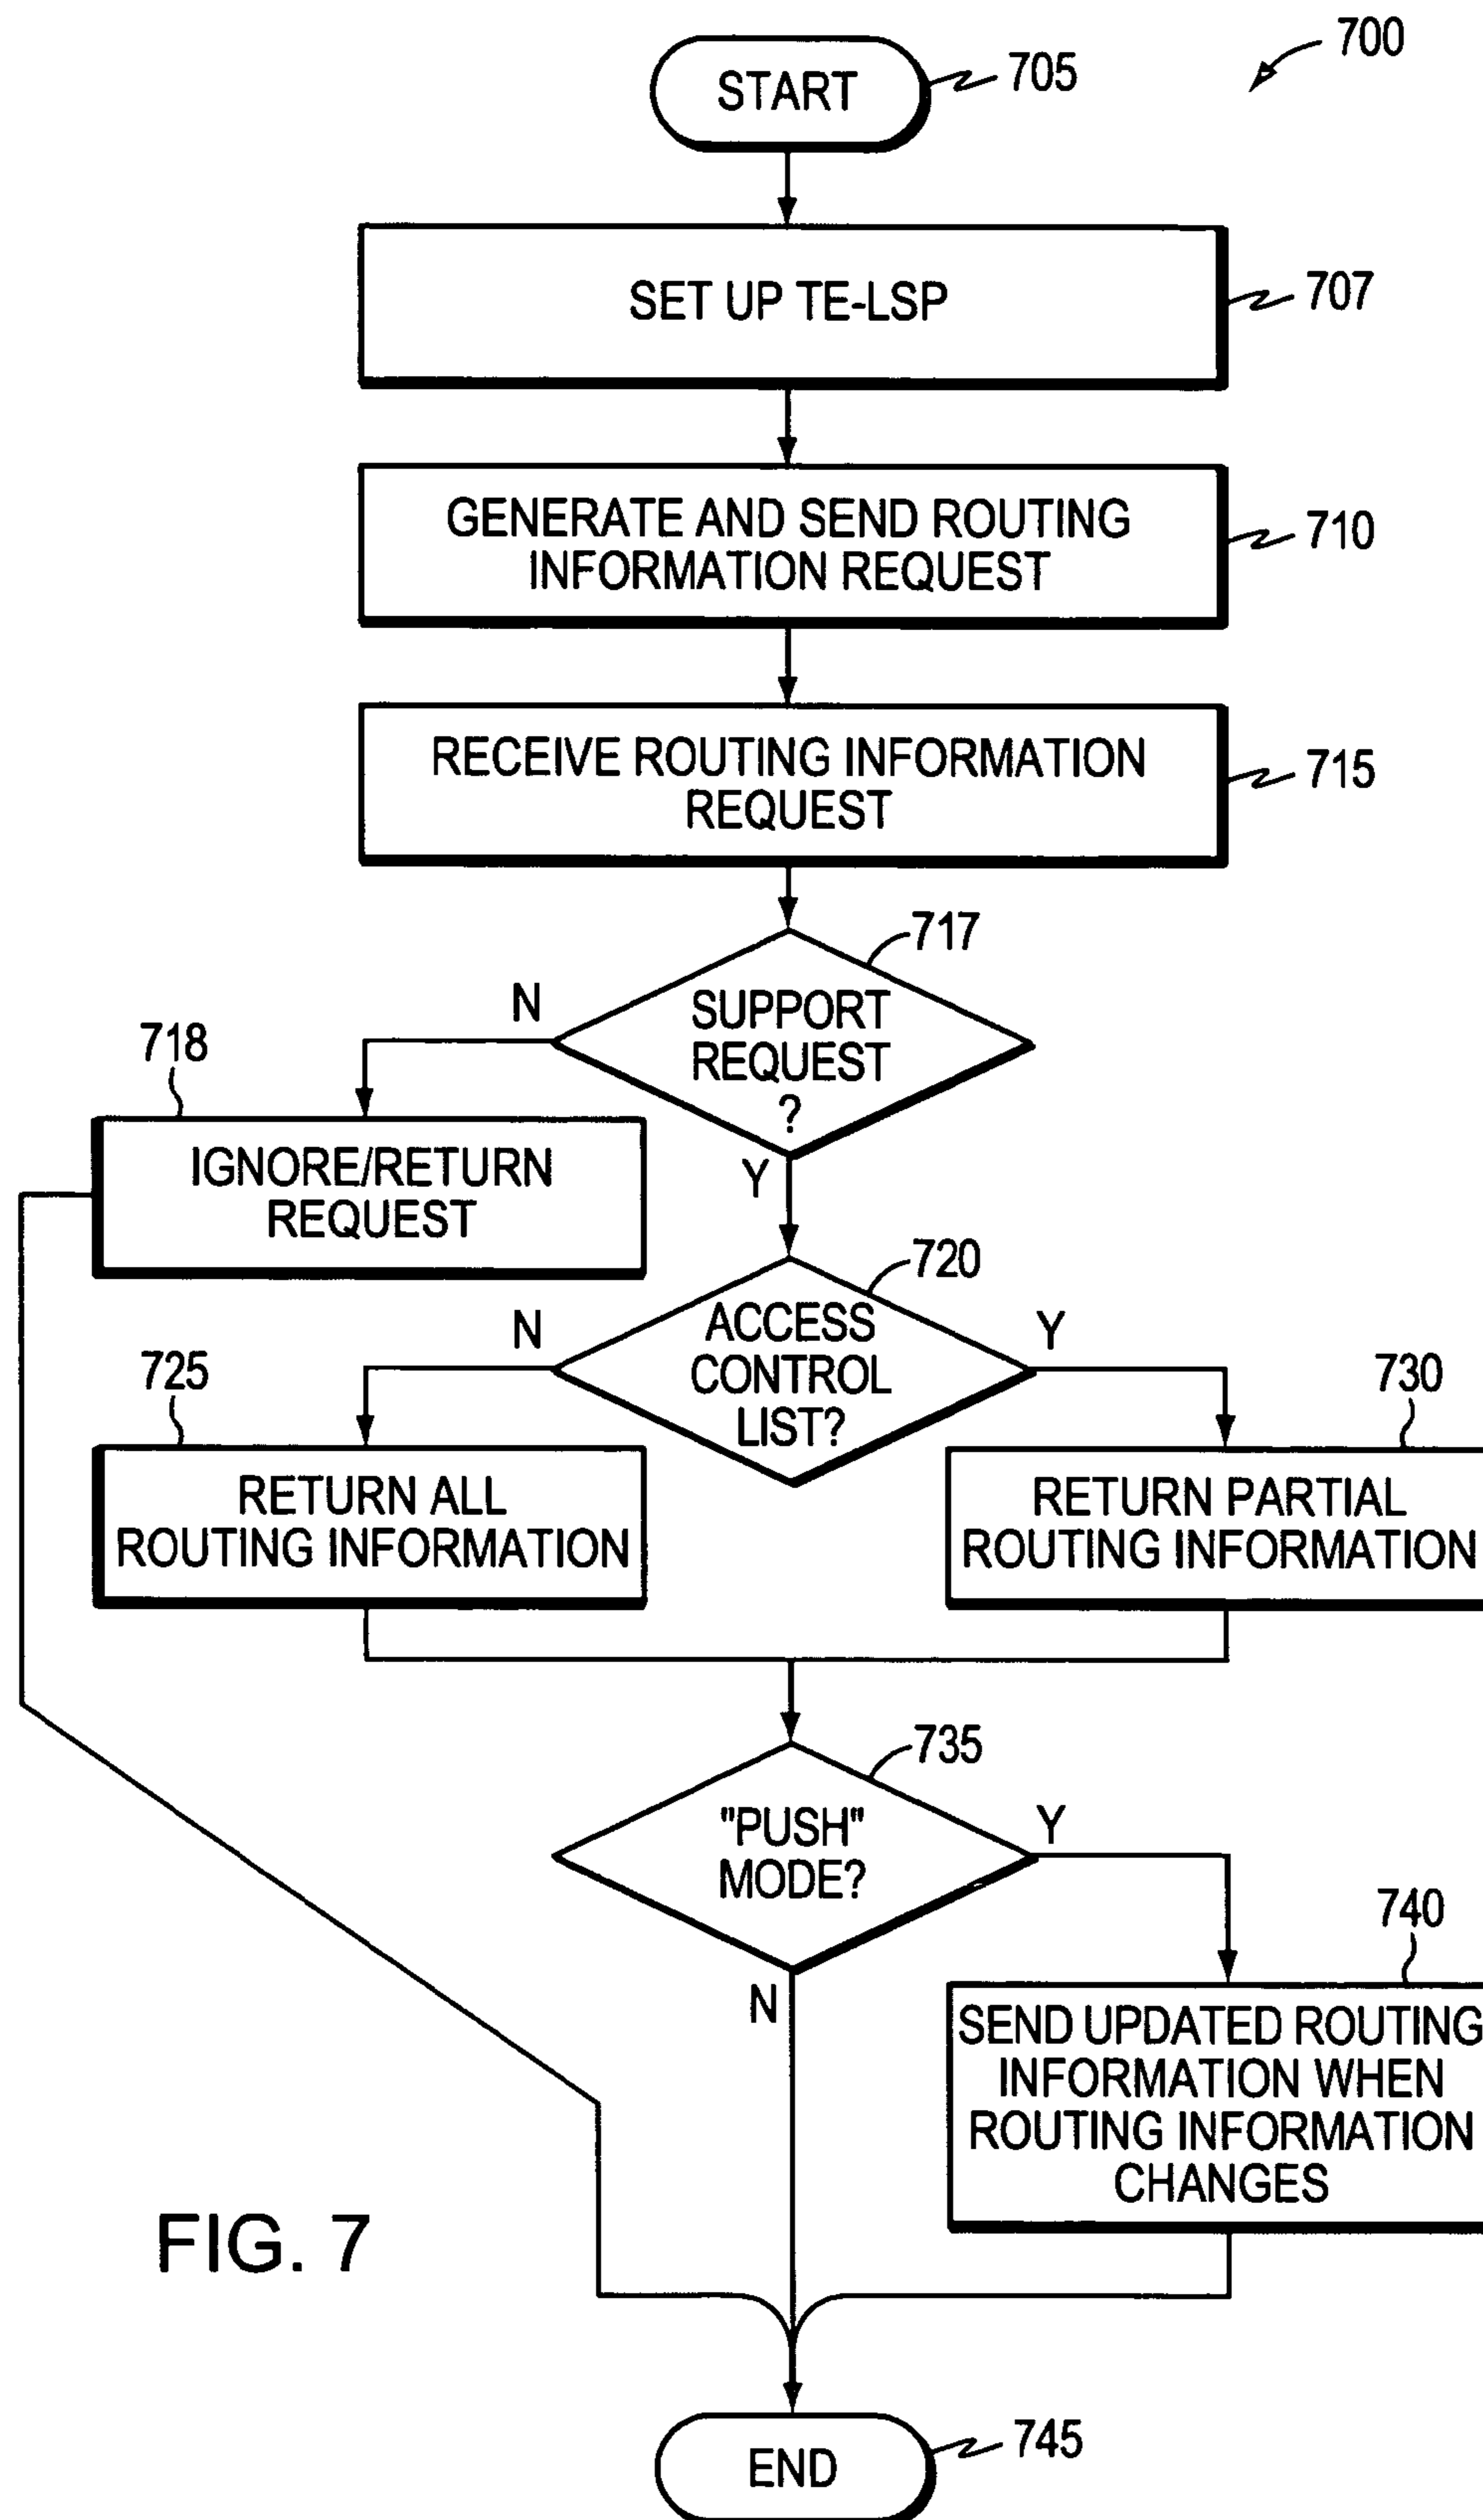 700
START
705
SET UP TE-LSP
707
GENERATE AND SEND ROUTING
INFORMATION REQUEST
710
RECEIVE ROUTING INFORMATION
REQUEST
715
717
SUPPORT
REQUEST
?
N
Y
718
IGNORE/RETURN
REQUEST
720
ACCESS
CONTROL
LIST?
N
Y
725
RETURN ALL
ROUTING INFORMATION
730
RETURN PARTIAL
ROUTING INFORMATION
735
"PUSH"
MODE?
Y
N
740
SEND UPDATED ROUTING
INFORMATION WHEN
ROUTING INFORMATION
CHANGES
FIG. 7
END
745